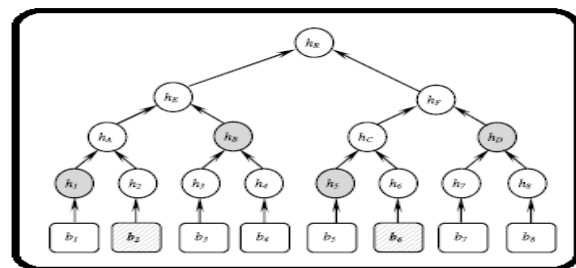 h_R
h_E h_F
h_A h_B h_C h_D
h_1 h_2 h_3 h_4 h_5 h_6 h_7 h_8
b_1 b_2 b_3 b_4 b_5 b_6 b_7 b_8